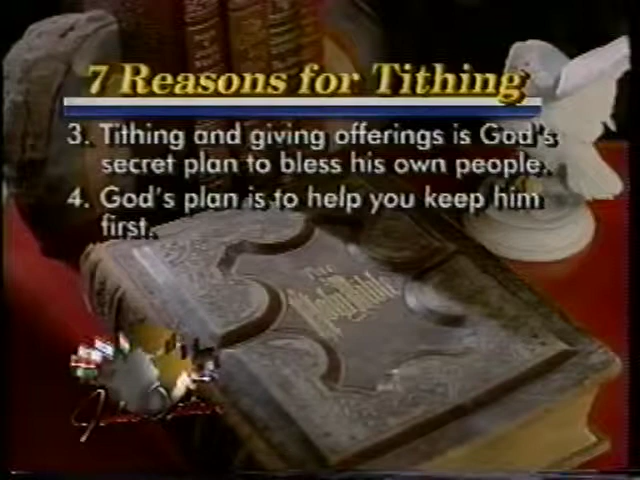 7 Reasons for Tithing
3. Tithing and giving offerings is God's
secret plan to bless his own people.
4. God's plan is to help you keep him
first.
The
Holy Bible